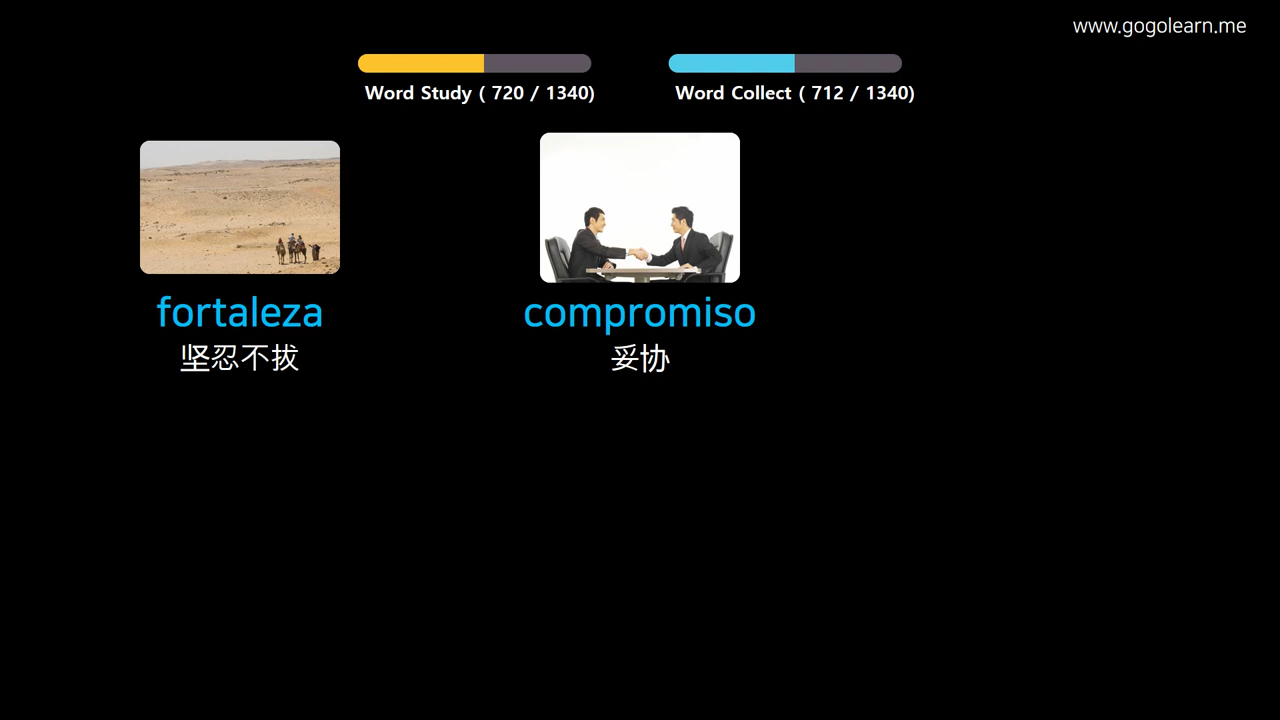 www.gogolearn.me
Word Study ( 720 / 1340)
Word Collect ( 712 / 1340)
fortaleza
坚忍不拔
compromiso
妥协